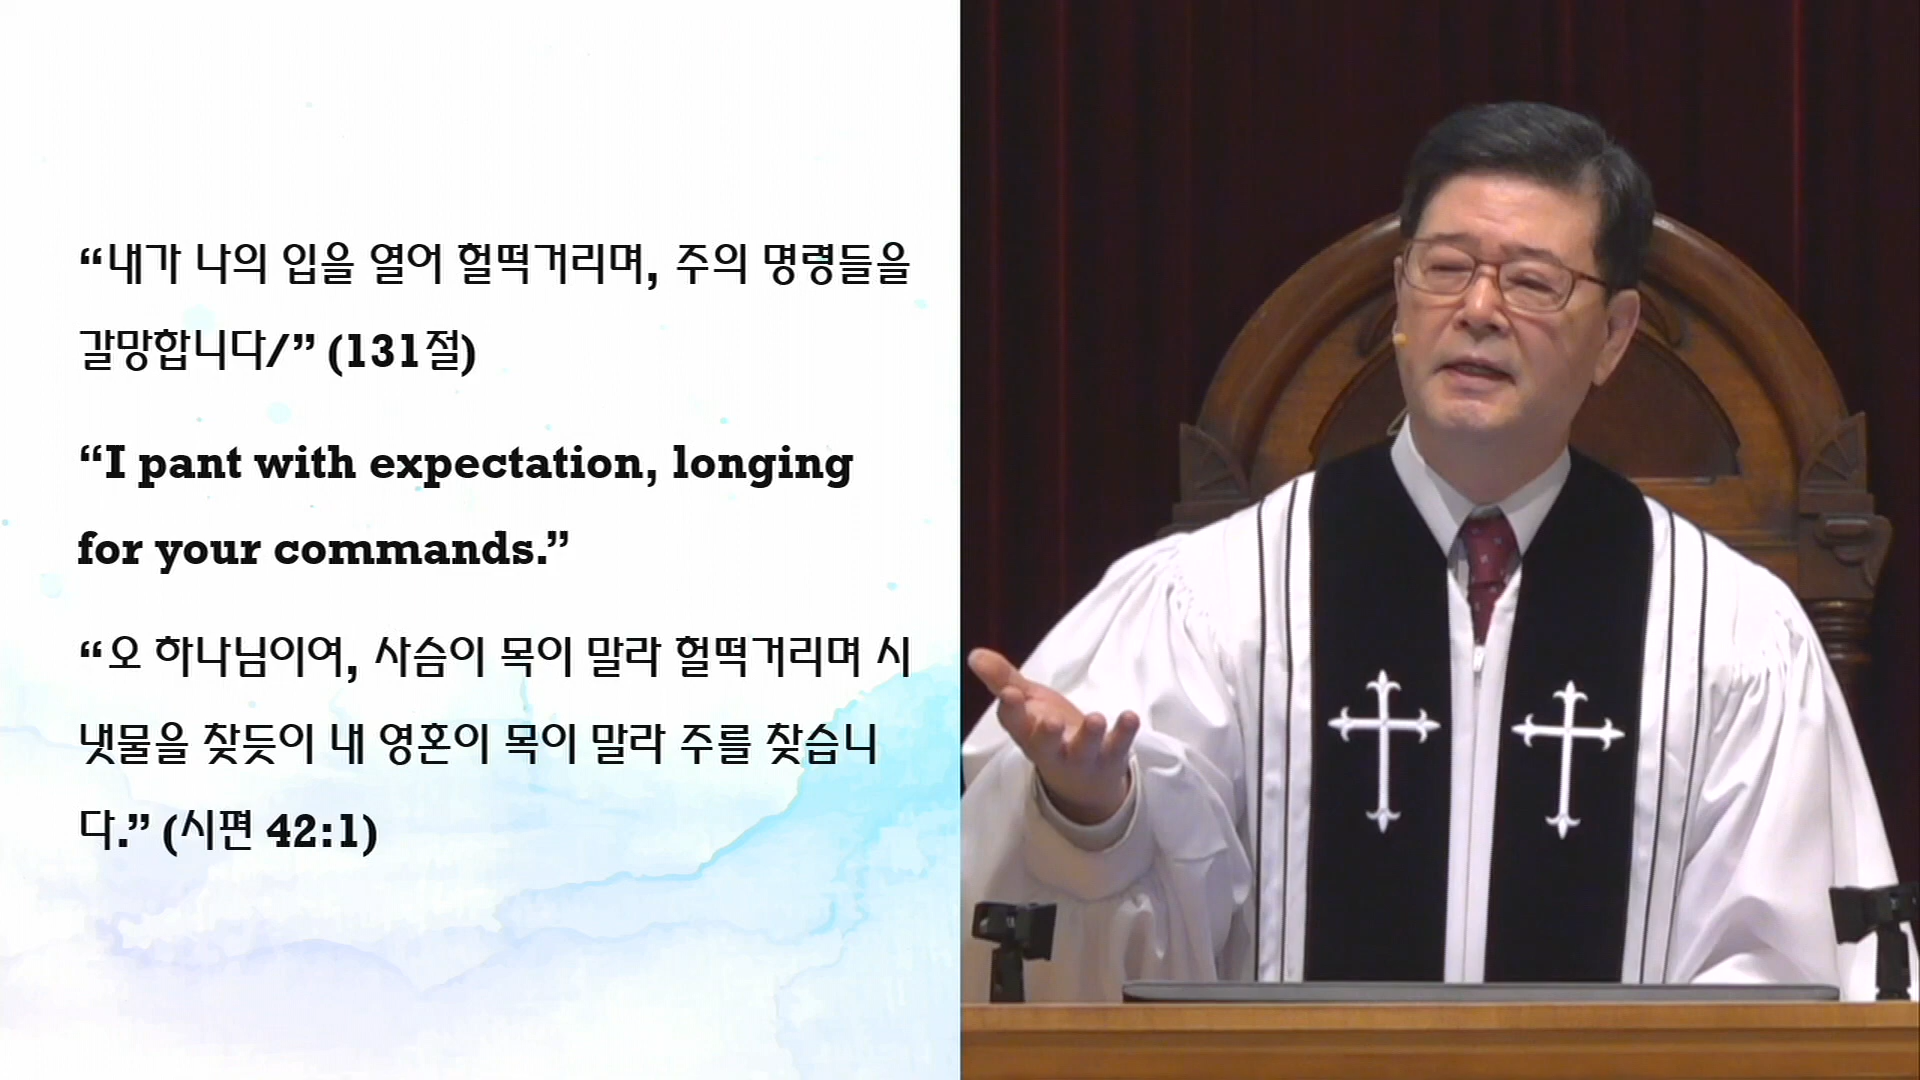 “내가 나의 입을 열어 헐떡거리며, 주의 명령들을
갈망합니다/” (131절)
“I pant with expectation, longing
for your commands.”
“오 하나님이여, 사슴이 목이 말라 헐떡거리며 시
냇물을 찾듯이 내 영혼이 목이 말라 주를 찾습니
다.” (시편 42:1)